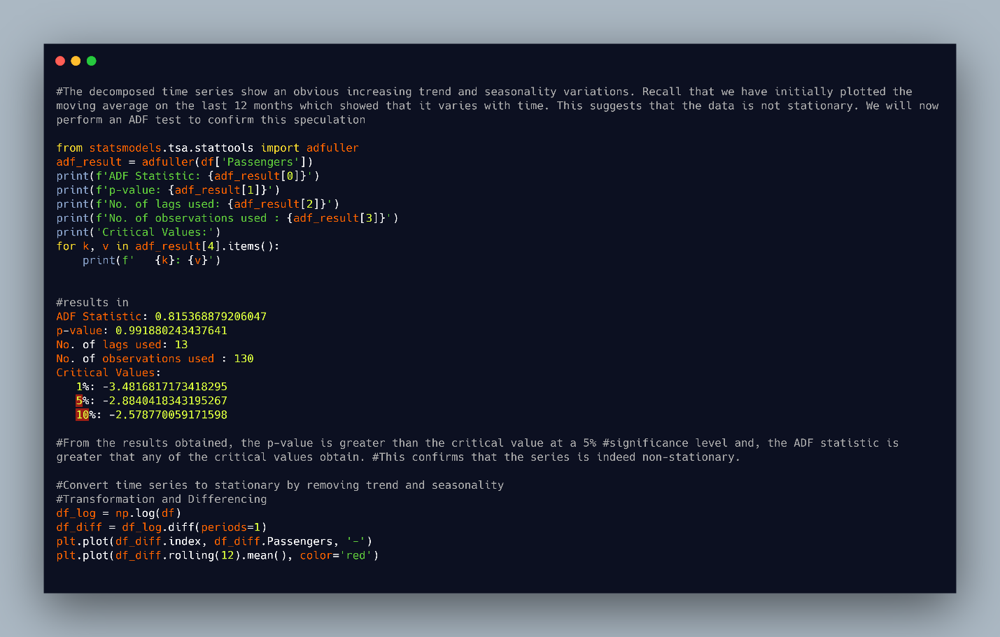 #The decomposed time series show an obvious increasing trend and seasonality variations. Recall that we have initially plotted the
moving average on the last 12 months which showed that it varies with time. This suggests that the data is not stationary. We will now
perform an ADF test to confirm this speculation

from statsmodels.tsa.stattools import adfuller
adf_result = adfuller(df['Passengers'])
print(f'ADF Statistic: {adf_result[0]}')
print(f'p-value: {adf_result[1]}')
print(f'No. of lags used: {adf_result[2]}')
print(f'No. of observations used : {adf_result[3]}')
print('Critical Values:')
for k, v in adf_result[4].items():
    print(f'   {k}: {v}')

#results in
ADF Statistic: 0.815368879206047
p-value: 0.991880243437641
No. of lags used: 13
No. of observations used : 130
Critical Values:
   1%: -3.4816817173418295
   5%: -2.8840418343195267
   10%: -2.578770059171598

#From the results obtained, the p-value is greater than the critical value at a 5% #significance level and, the ADF statistic is
greater that any of the critical values obtain. #This confirms that the series is indeed non-stationary.

#Convert time series to stationary by removing trend and seasonality
#Transformation and Differencing
df_log = np.log(df)
df_diff = df_log.diff(periods=1)
plt.plot(df_diff.index, df_diff.Passengers, '-')
plt.plot(df_diff.rolling(12).mean(), color='red')